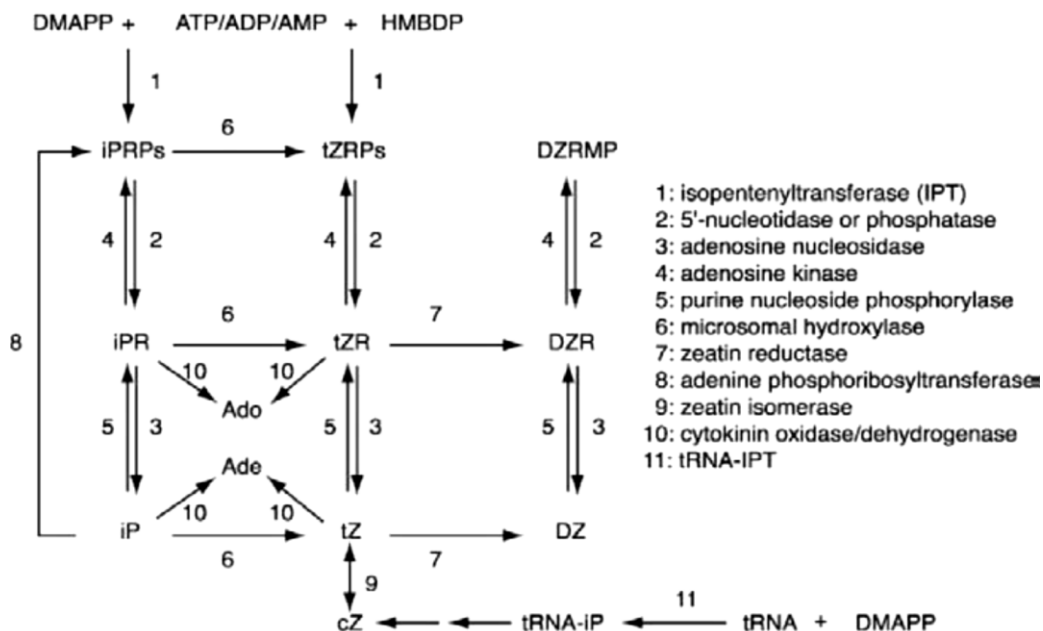 DMAPP + ATP/ADP/AMP + HMBDP
1 1
6
iPRPs tZRPs DZRMP
4 2 4 2 4 2
8
6 7
iPR tZR DZR
10 10
Ado
5 3 5 3 5 3
Ade
10 10
iP tZ DZ
6 7
9
11
cZ tRNA-iP tRNA + DMAPP
1: isopentenyltransferase (IPT)
2: 5'-nucleotidase or phosphatase
3: adenosine nucleosidase
4: adenosine kinase
5: purine nucleoside phosphorylase
6: microsomal hydroxylase
7: zeatin reductase
8: adenine phosphoribosyltransferase
9: zeatin isomerase
10: cytokinin oxidase/dehydrogenase
11: tRNA-IPT